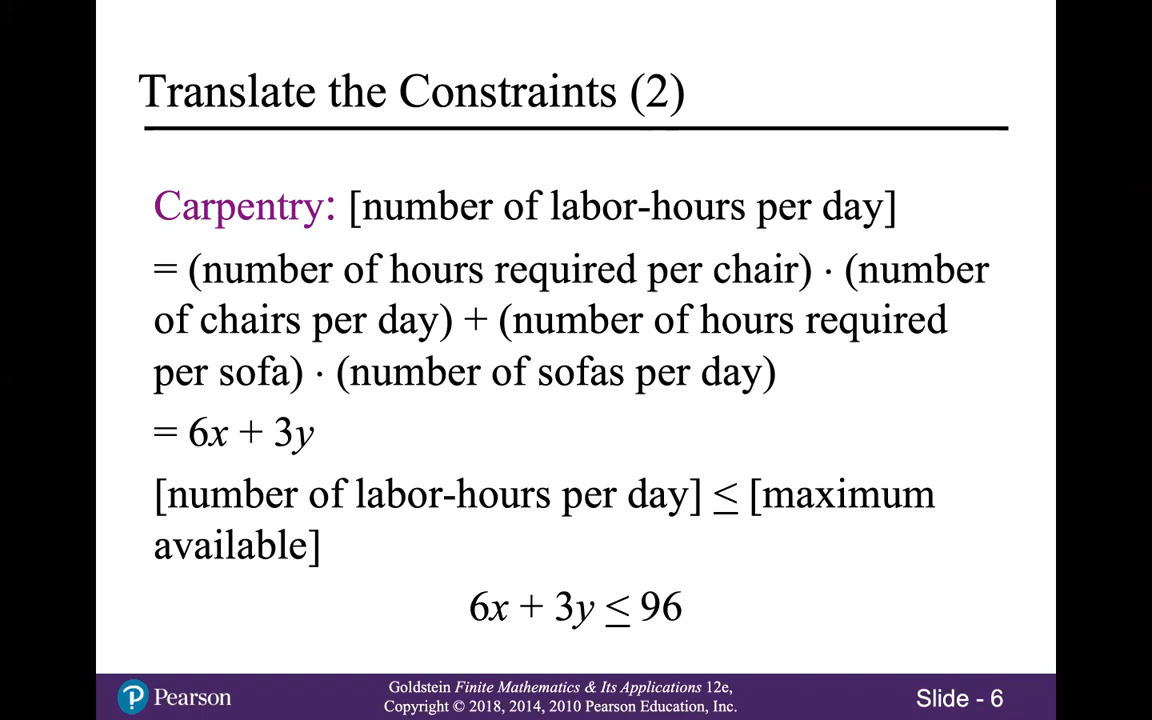 Translate the Constraints (2)
Carpentry: [number of labor-hours per day]
= (number of hours required per chair) · (number
of chairs per day) + (number of hours required
per sofa) · (number of sofas per day)
= 6x + 3y
[number of labor-hours per day] ≤ [maximum
available]
6x + 3y ≤ 96
P Pearson
Goldstein Finite Mathematics & Its Applications 12e,
Copyright © 2018, 2014, 2010 Pearson Education, Inc.
Slide - 6